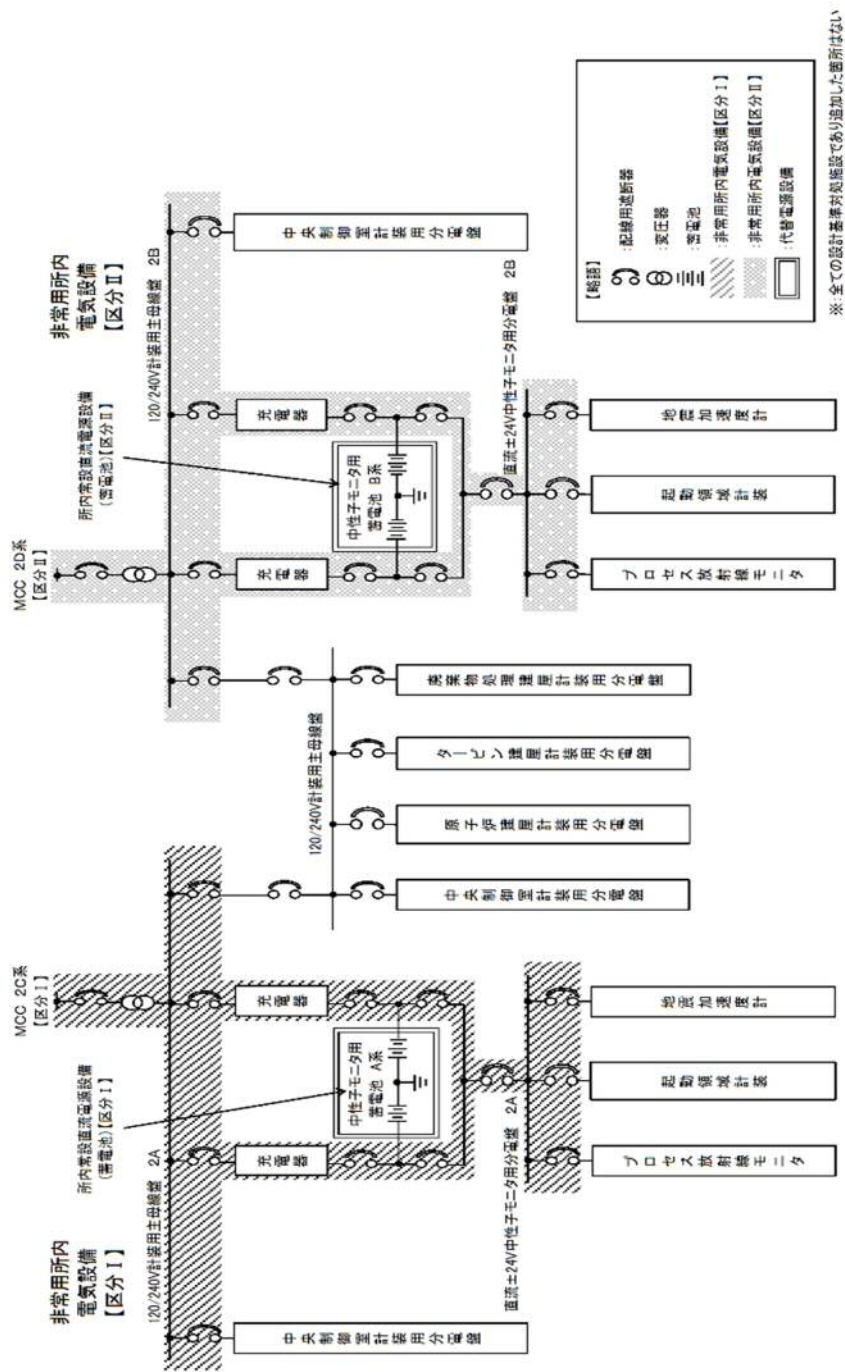 非常用所内
電気設備
【区分Ⅰ】
MCC 2C系
【区分Ⅰ】
所内常設直流電源設備
(蓄電池)【区分Ⅰ】
120/240V計装用主母線盤 2A
充電器
充電器
中性子モニタ用
蓄電池 A系
直流±24V中性子モニタ用分電盤 2A
中央制御室計装用分電盤
プロセス放射線モニタ
起動領域計装
地震加速度計
120/240V計装用主母線盤
中央制御室計装用分電盤
原子炉建屋計装用分電盤
タービン建屋計装用分電盤
廃棄物処理建屋計装用分電盤
MCC 2D系
【区分Ⅱ】
非常用所内
電気設備
【区分Ⅱ】
所内常設直流電源設備
(蓄電池)【区分Ⅱ】
120/240V計装用主母線盤 2B
充電器
充電器
中性子モニタ用
蓄電池 B系
直流±24V中性子モニタ用分電盤 2B
中央制御室計装用分電盤
プロセス放射線モニタ
起動領域計装
地震加速度計
【略語】
:配線用遮断器
:変圧器
:蓄電池
:非常用所内電気設備【区分Ⅰ】
:非常用所内電気設備【区分Ⅱ】
:代替電源設備
※:全ての設計基準対処施設であり追加した箇所はない